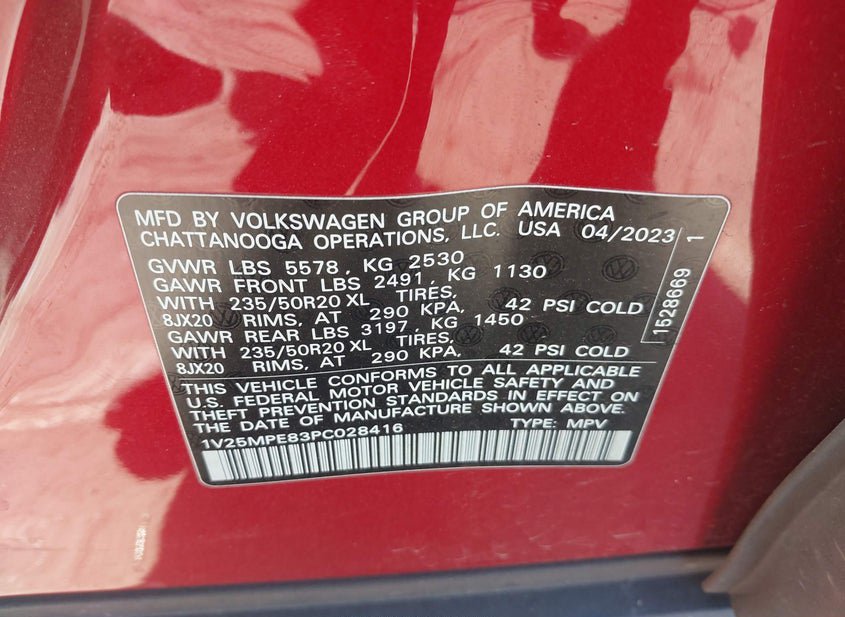 MFD BY VOLKSWAGEN GROUP OF AMERICA
CHATTANOOGA OPERATIONS, LLC. USA 04/2023
GVWR LBS 5578, KG 2530
GAWR FRONT LBS 2491, KG 1130
WITH 235/50R20 XL TIRES,
8JX20 RIMS, AT 290 KPA, 42 PSI COLD
GAWR REAR LBS 3197, KG 1450
WITH 235/50R20 XL TIRES,
8JX20 RIMS, AT 290 KPA, 42 PSI COLD
THIS VEHICLE CONFORMS TO ALL APPLICABLE
U.S. FEDERAL MOTOR VEHICLE SAFETY AND
THEFT PREVENTION STANDARDS IN EFFECT ON
THE DATE OF MANUFACTURE SHOWN ABOVE.
1V25MPE83PC028416 TYPE: MPV
1528669 1